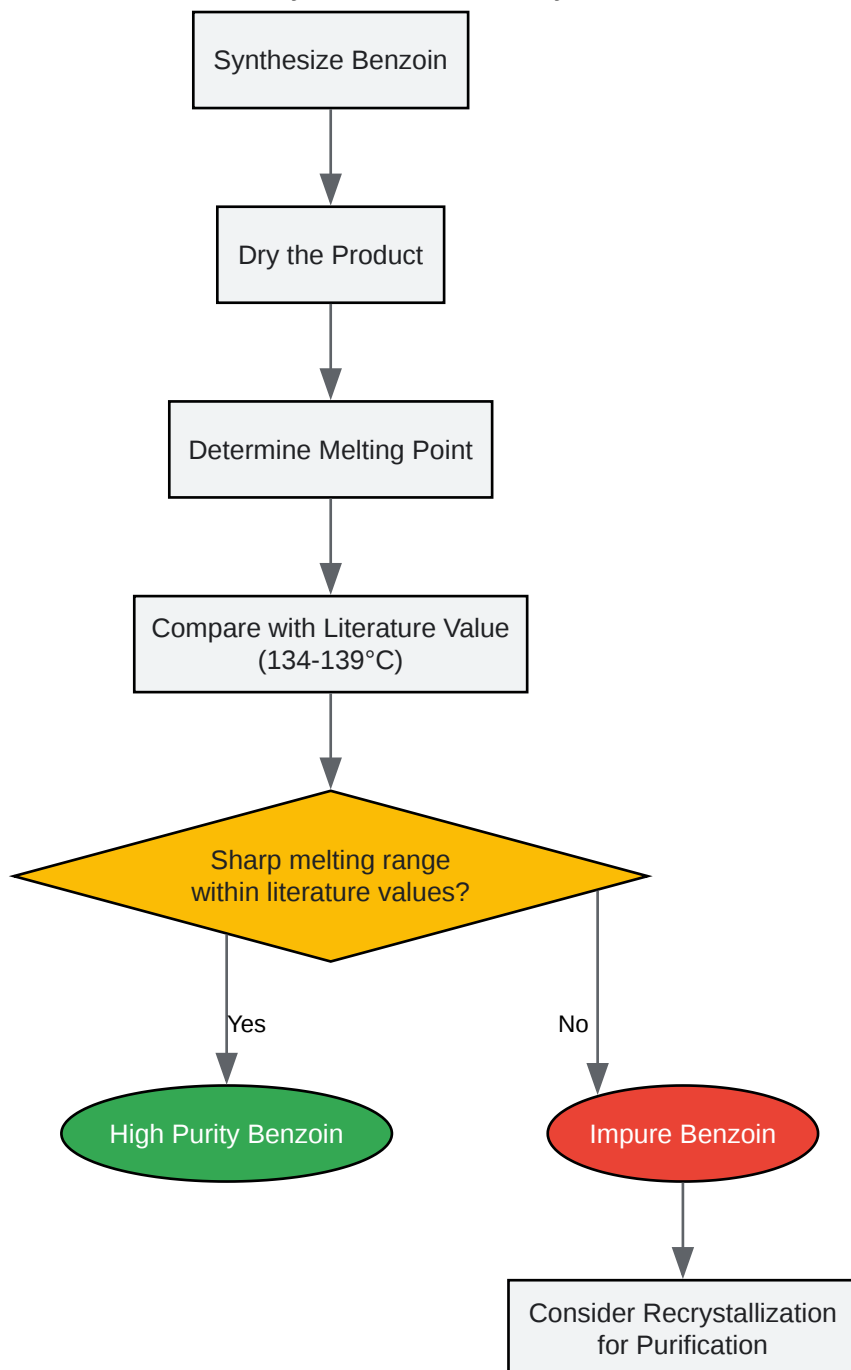 Synthesize Benzoin
Dry the Product
Determine Melting Point
Compare with Literature Value
(134-139°C)
Sharp melting range
within literature values?
Yes
No
High Purity Benzoin
Impure Benzoin
Consider Recrystallization
for Purification